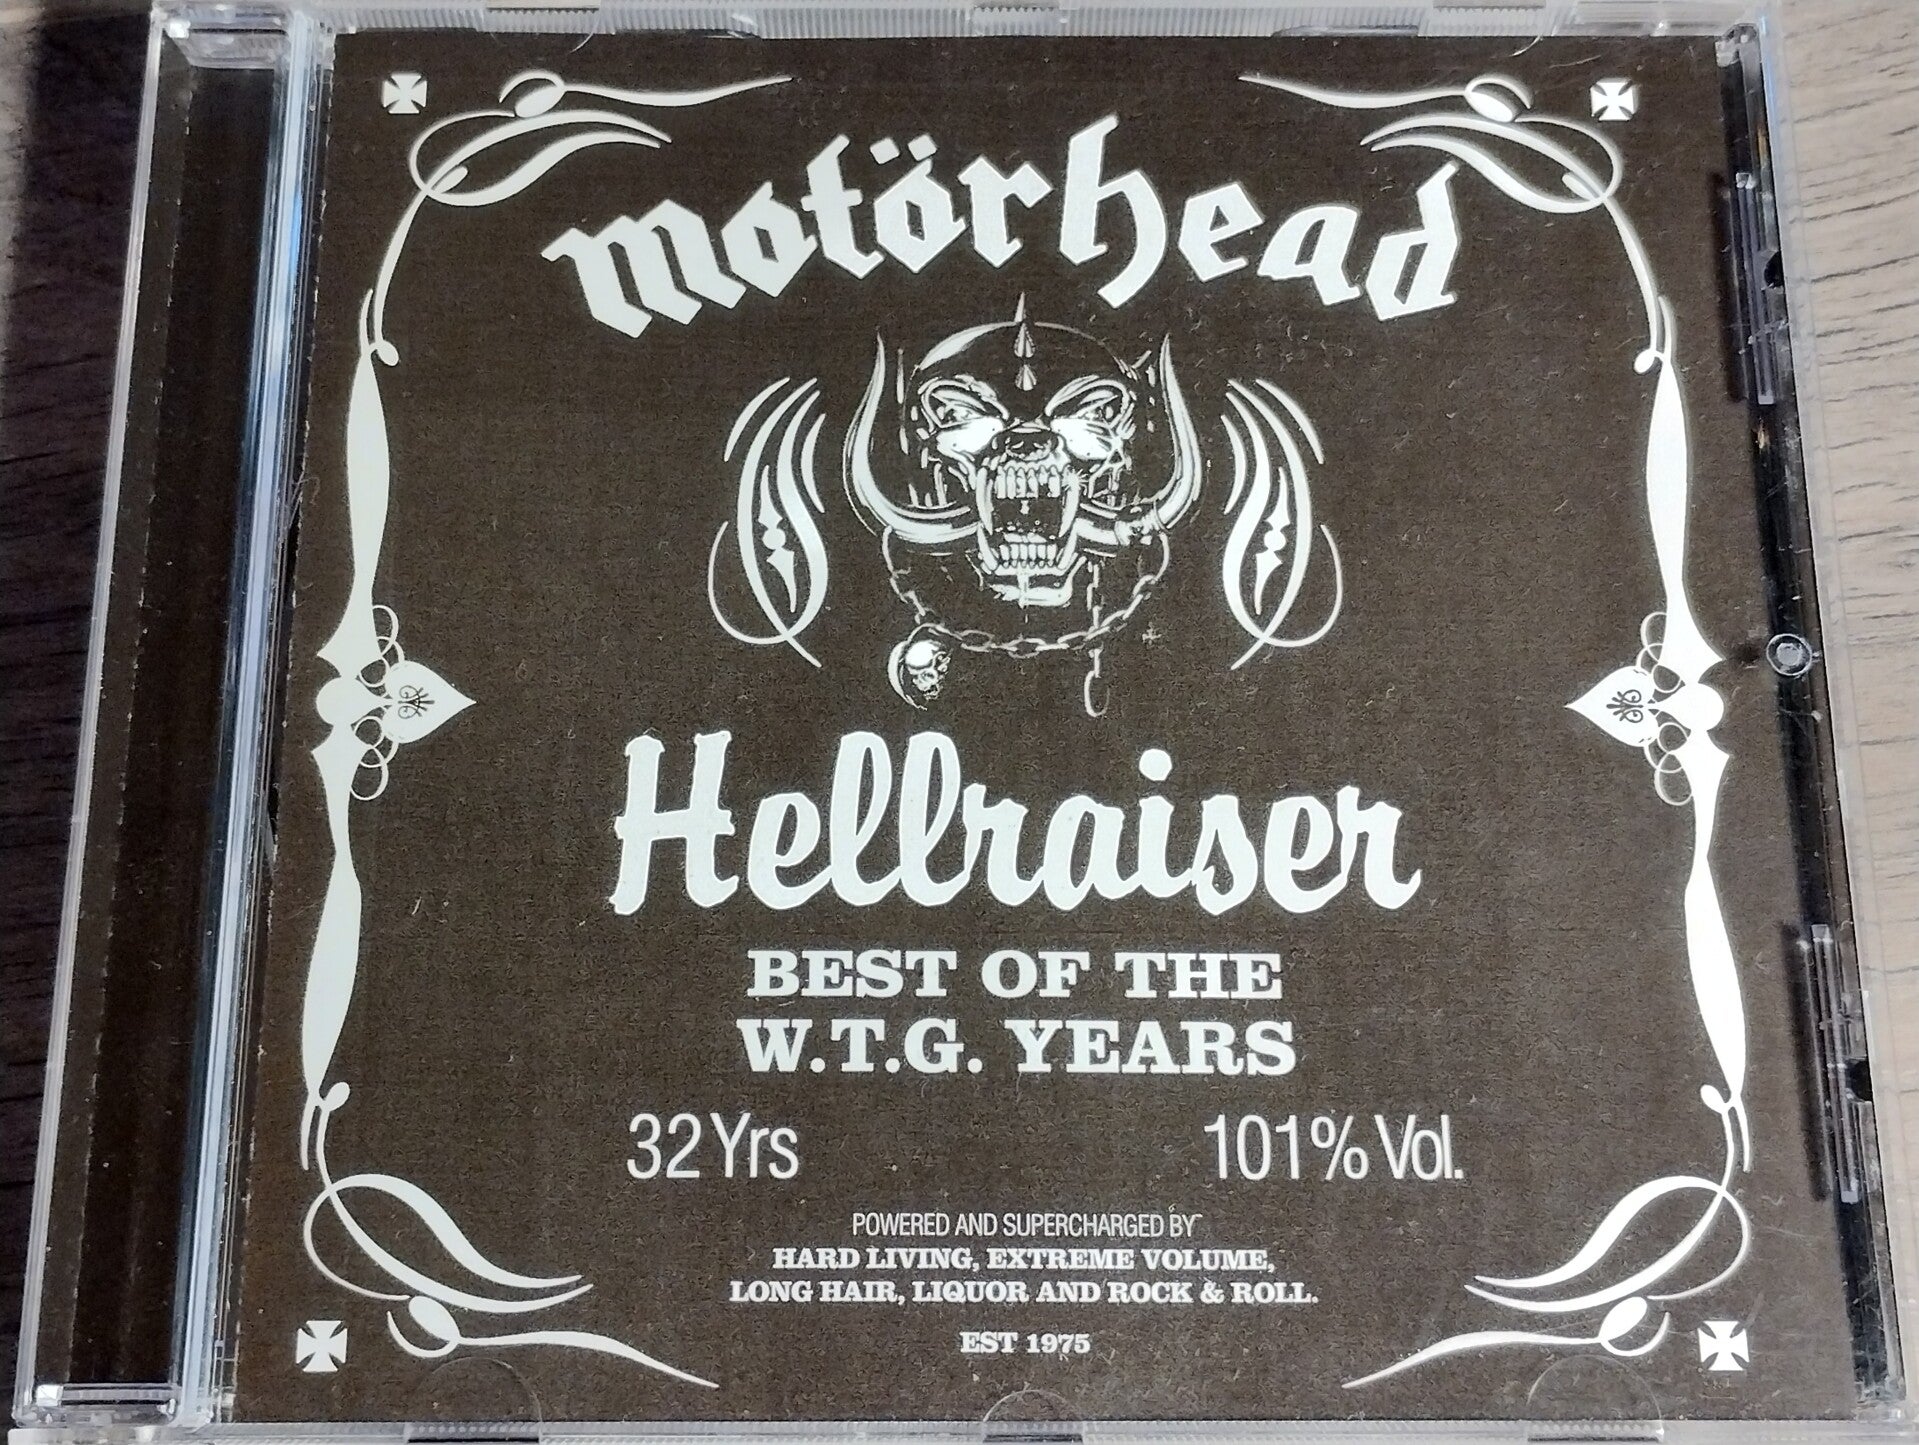 motörhead
Hellraiser
BEST OF THE
W.T.G. YEARS
32 Yrs
101% Vol.
POWERED AND SUPERCHARGED BY
HARD LIVING, EXTREME VOLUME,
LONG HAIR, LIQUOR AND ROCK & ROLL.
EST 1975